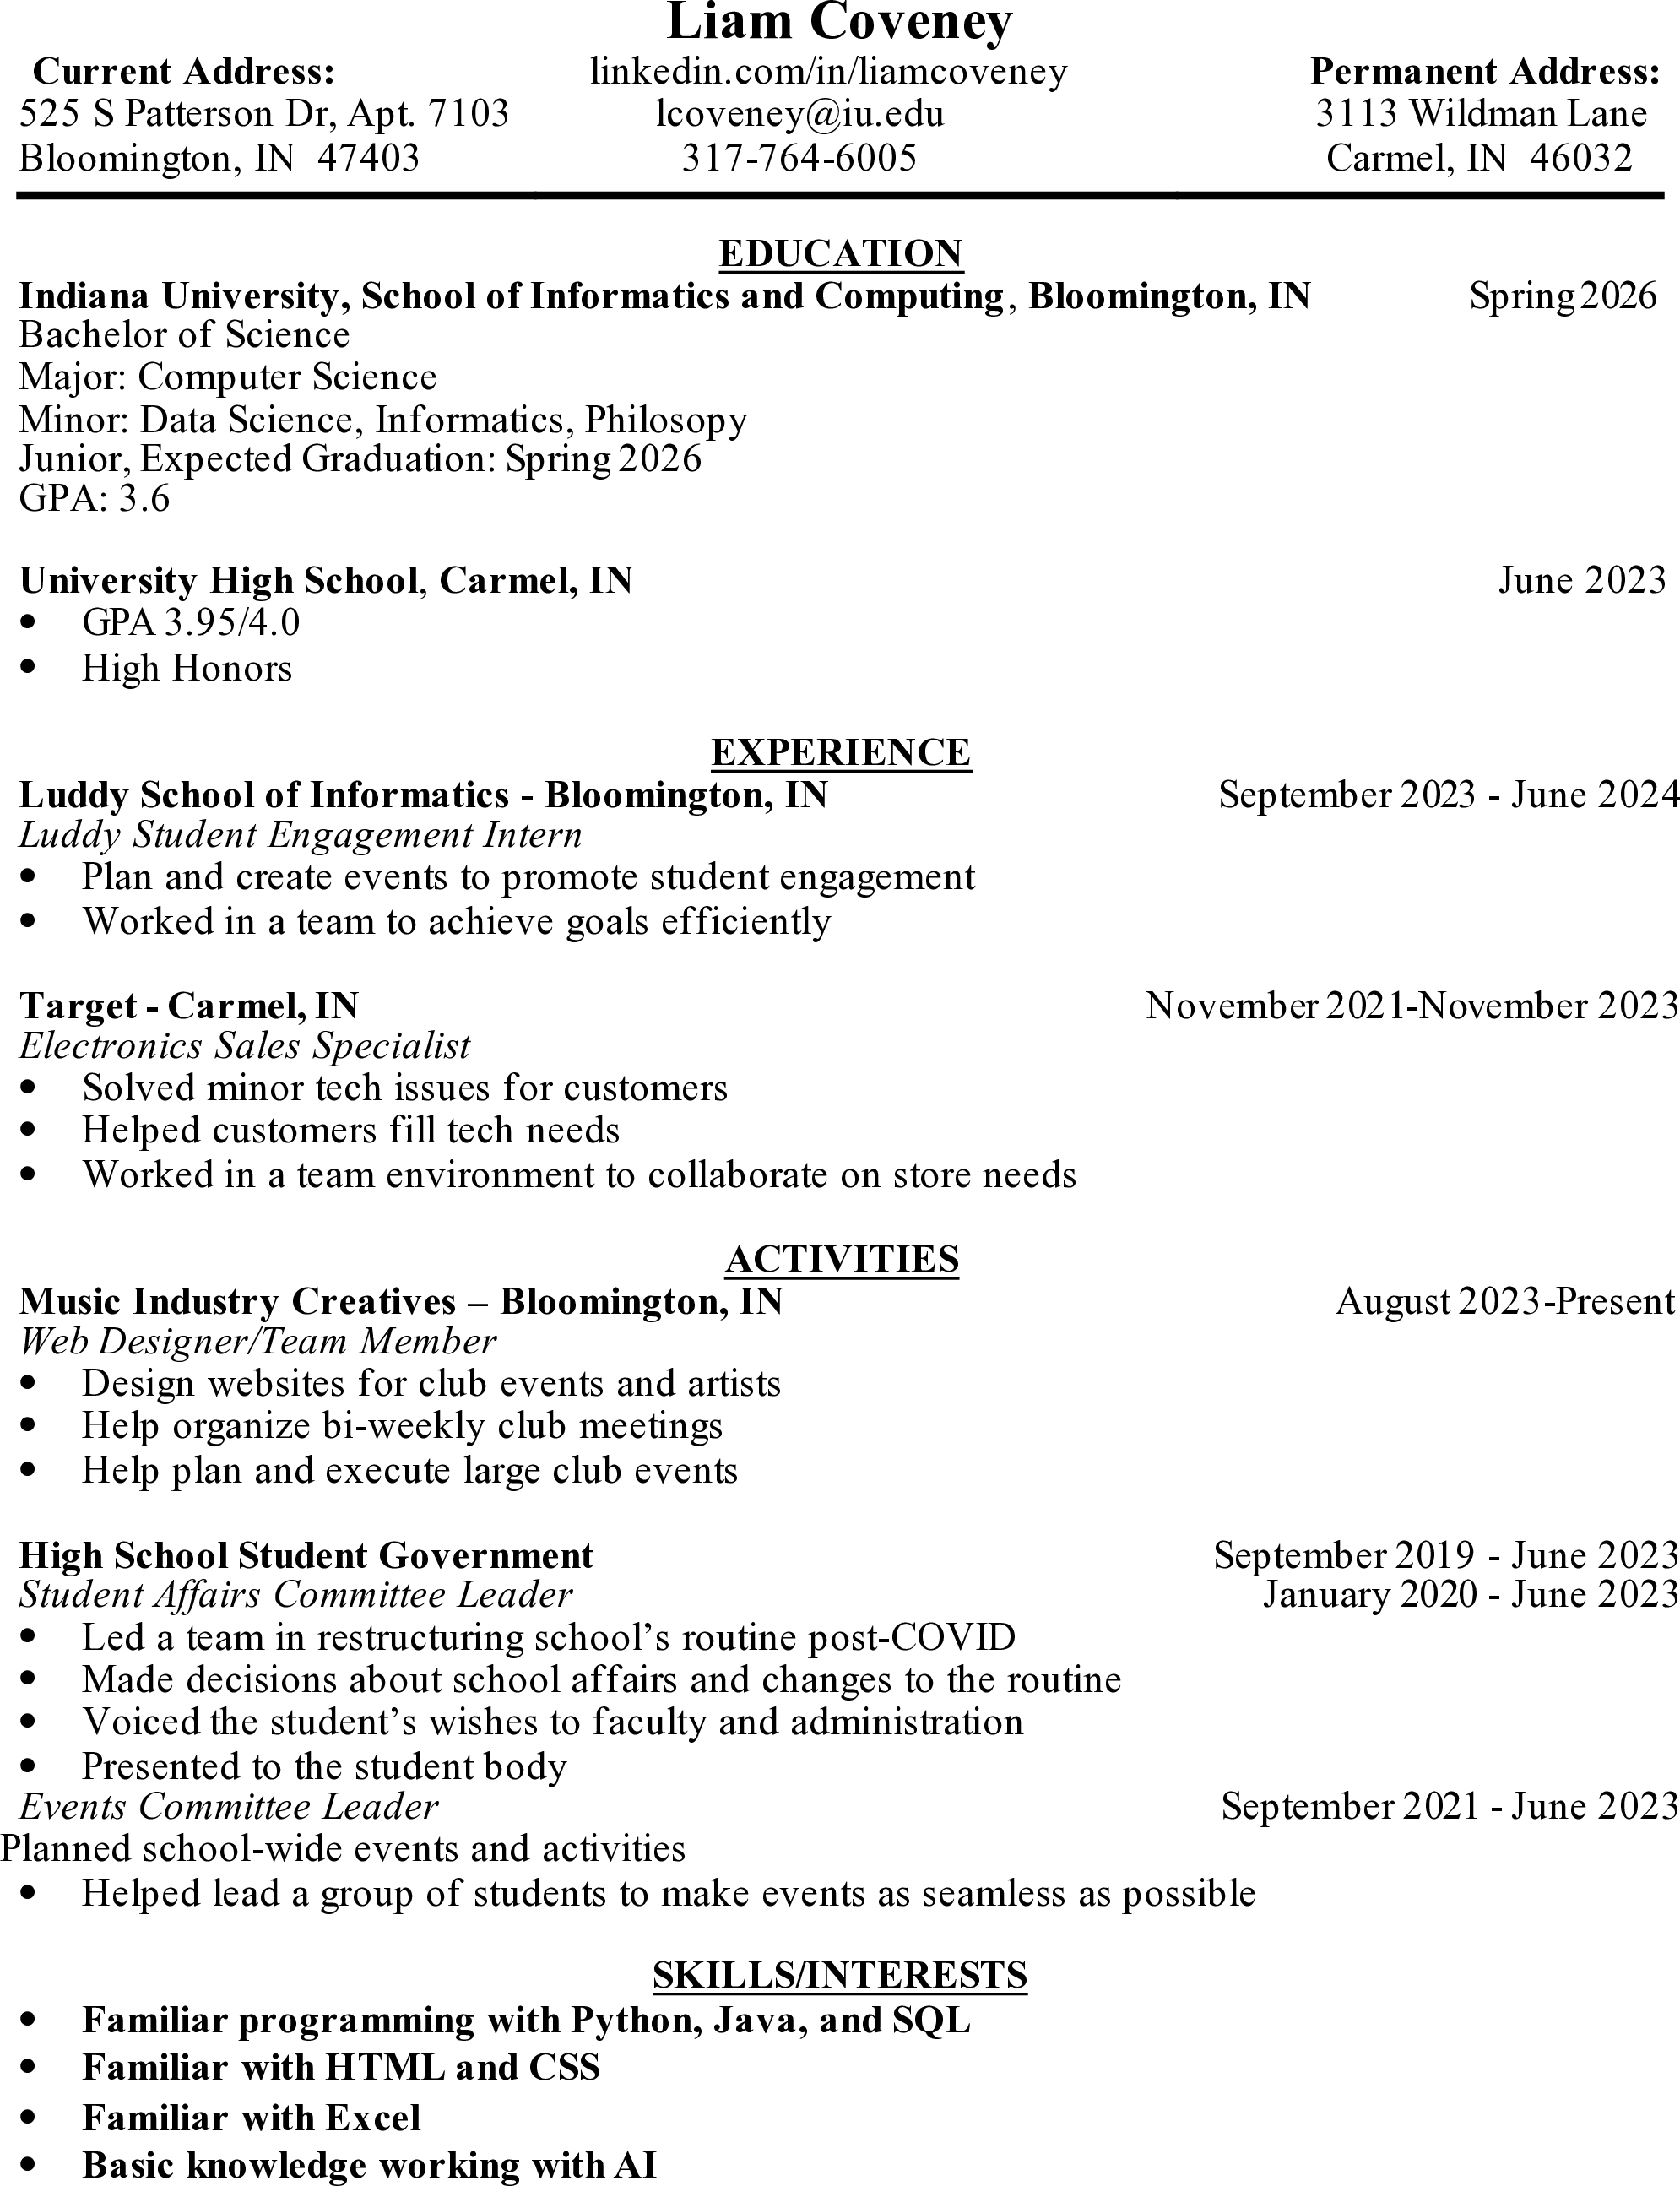 Liam Coveney
Current Address: linkedin.com/in/liamcoveney Permanent Address:
525 S Patterson Dr, Apt. 7103 lcoveney@iu.edu 3113 Wildman Lane
Bloomington, IN 47403 317-764-6005 Carmel, IN 46032
EDUCATION
Indiana University, School of Informatics and Computing, Bloomington, IN Spring 2026
Bachelor of Science
Major: Computer Science
Minor: Data Science, Informatics, Philosopy
Junior, Expected Graduation: Spring 2026
GPA: 3.6
University High School, Carmel, IN June 2023
• GPA 3.95/4.0
• High Honors
EXPERIENCE
Luddy School of Informatics - Bloomington, IN September 2023 - June 2024
Luddy Student Engagement Intern
• Plan and create events to promote student engagement
• Worked in a team to achieve goals efficiently
Target - Carmel, IN November 2021-November 2023
Electronics Sales Specialist
• Solved minor tech issues for customers
• Helped customers fill tech needs
• Worked in a team environment to collaborate on store needs
ACTIVITIES
Music Industry Creatives – Bloomington, IN August 2023-Present
Web Designer/Team Member
• Design websites for club events and artists
• Help organize bi-weekly club meetings
• Help plan and execute large club events
High School Student Government September 2019 - June 2023
Student Affairs Committee Leader January 2020 - June 2023
• Led a team in restructuring school’s routine post-COVID
• Made decisions about school affairs and changes to the routine
• Voiced the student’s wishes to faculty and administration
• Presented to the student body
Events Committee Leader September 2021 - June 2023
Planned school-wide events and activities
• Helped lead a group of students to make events as seamless as possible
SKILLS/INTERESTS
• Familiar programming with Python, Java, and SQL
• Familiar with HTML and CSS
• Familiar with Excel
• Basic knowledge working with AI